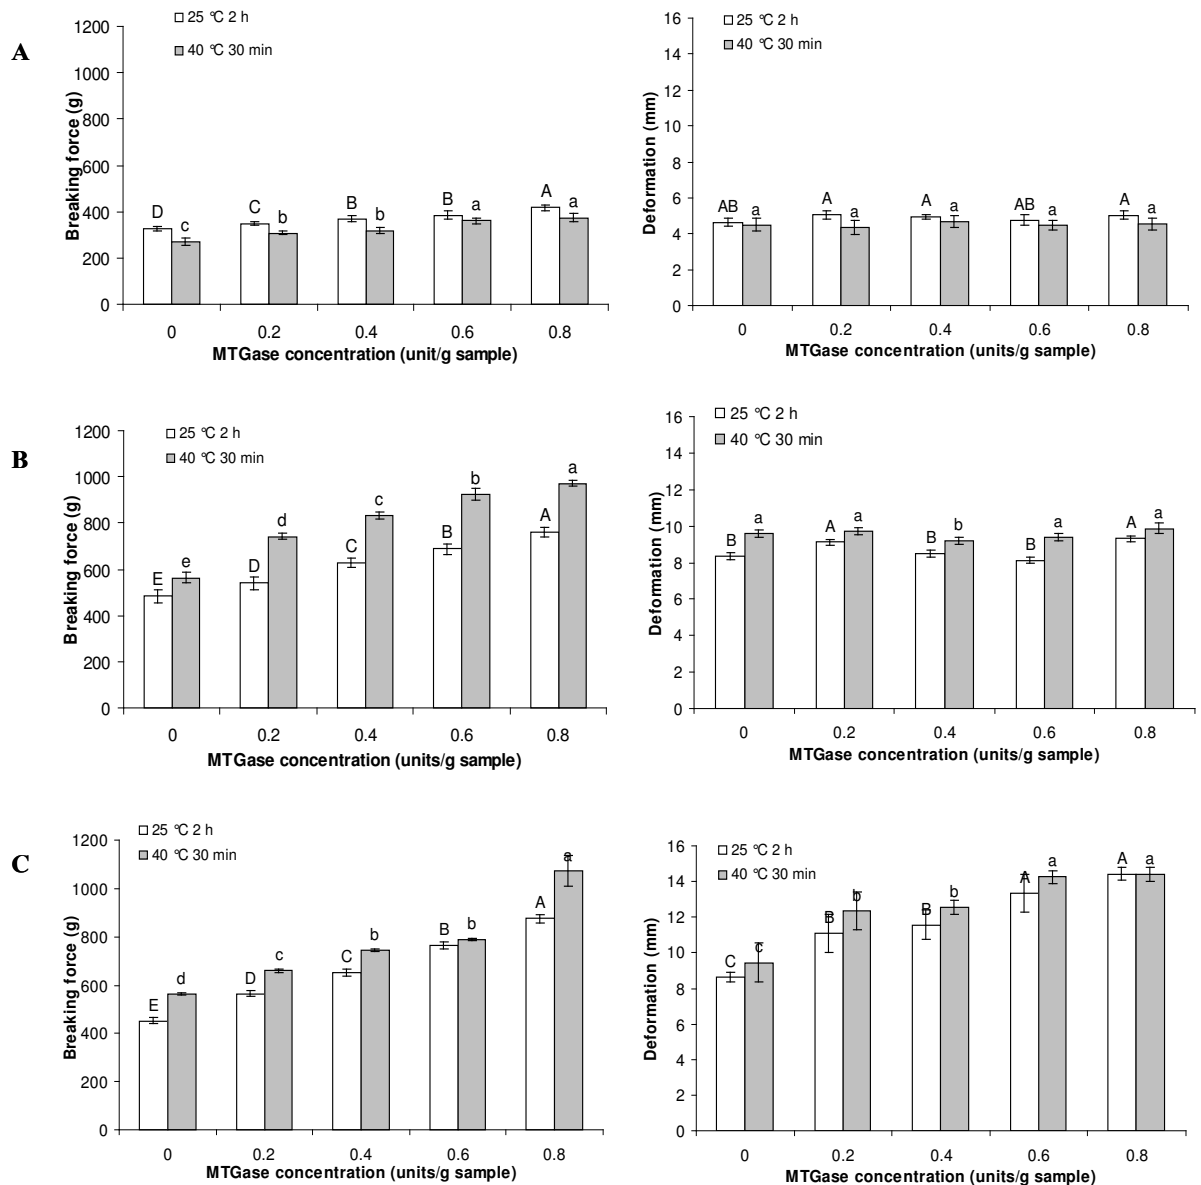 A
Breaking force (g)
1200
1000
800
600
400
200
0
25 °C 2 h
40 °C 30 min
D c C b B b B a A a
0 0.2 0.4 0.6 0.8
MTGase concentration (unit/g sample)
Deformation (mm)
16
14
12
10
8
6
4
2
0
25 °C 2 h
40 °C 30 min
AB a A a A a AB a A a
0 0.2 0.4 0.6 0.8
MTGase concentration (units/g sample)
B
Breaking force (g)
1200
1000
800
600
400
200
0
25 °C 2 h
40 °C 30 min
E e D d C c B b A a
0 0.2 0.4 0.6 0.8
MTGase concentration (units/g sample)
Deformation (mm)
16
14
12
10
8
6
4
2
0
25 °C 2 h
40 °C 30 min
B a A a B b B a A a
0 0.2 0.4 0.6 0.8
MTGase concentration (units/g sample)
C
Breaking force (g)
1200
1000
800
600
400
200
0
25 °C 2 h
40 °C 30 min
E d D c C b B b A a
0 0.2 0.4 0.6 0.8
MTGase concentration (units/g sample)
Deformation (mm)
16
14
12
10
8
6
4
2
0
25 °C 2 h
40 °C 30 min
C c B b B b A a A a
0 0.2 0.4 0.6 0.8
MTGase concentration (units/g sample)